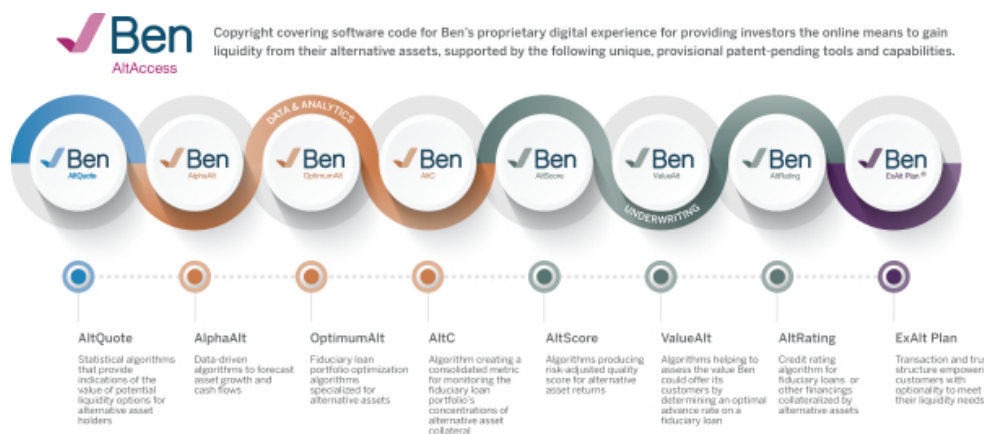 Ben
AltAccess
Copyright covering software code for Ben's proprietary digital experience for providing investors the online means to gain
liquidity from their alternative assets, supported by the following unique, provisional patent-pending tools and capabilities.
DATA & ANALYTICS
Ben
AltQuote
Ben
AlphaAlt
Ben
OptimumAlt
Ben
AltC
Ben
AltScore
Ben
ValueAlt
Ben
AltRating
Ben
ExAlt Plan®
UNDERWRITING
AltQuote
Statistical algorithms
that provide
indications of the
value of potential
liquidity options for
alternative asset
holders
AlphaAlt
Data-driven
algorithms to forecast
asset growth and
cash flows
OptimumAlt
Fiduciary loan
portfolio optimization
algorithms
specialized for
alternative assets
AltC
Algorithm creating a
consolidated metric
for monitoring the
fiduciary loan
portfolio's
concentrations of
alternative asset
collateral
AltScore
Algorithms producing
risk-adjusted quality
score for alternative
asset returns
ValueAlt
Algorithms helping to
assess the value Ben
could offer its
customers by
determining an optimal
advance rate on a
fiduciary loan
AltRating
Credit rating
algorithm for
fiduciary loans or
other financings
collateralized by
alternative assets
ExAlt Plan
Transaction and tru
structure empoweri
customers with
optionality to meet
their liquidity needs